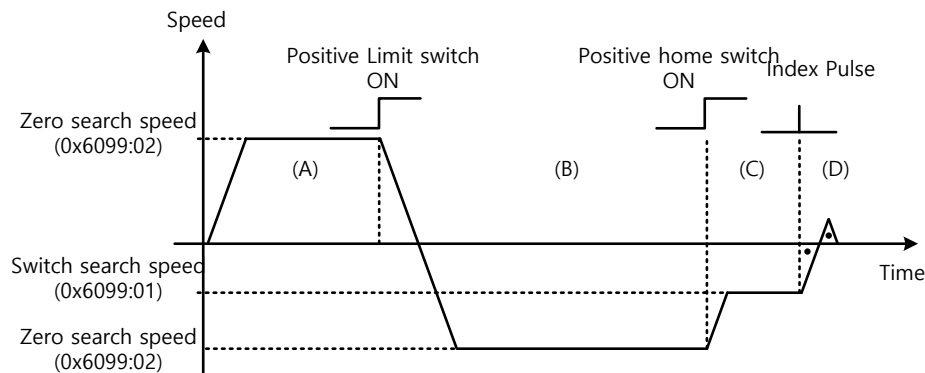 Speed
Positive Limit switch
ON
Positive home switch
ON
Index Pulse
Zero search speed
(0x6099:02)
(A)
(B)
(C)
(D)
Switch search speed
(0x6099:01)
Time
Zero search speed
(0x6099:02)